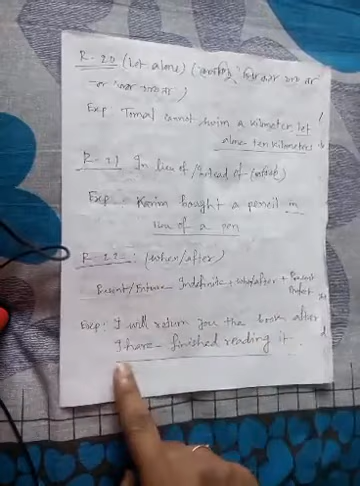 R-20 (Let alone)
Exp Tomal cannot swim a kilometer, let
alone ten kilometres
R-21 In lieu of / instead of
Exp: Karim bought a pencil in
lieu of a pen
R-22: (when/after)
Present/Future Indefinite + when/after + Present
Perfect
Exp: I will return you the book after
I have finished reading it.